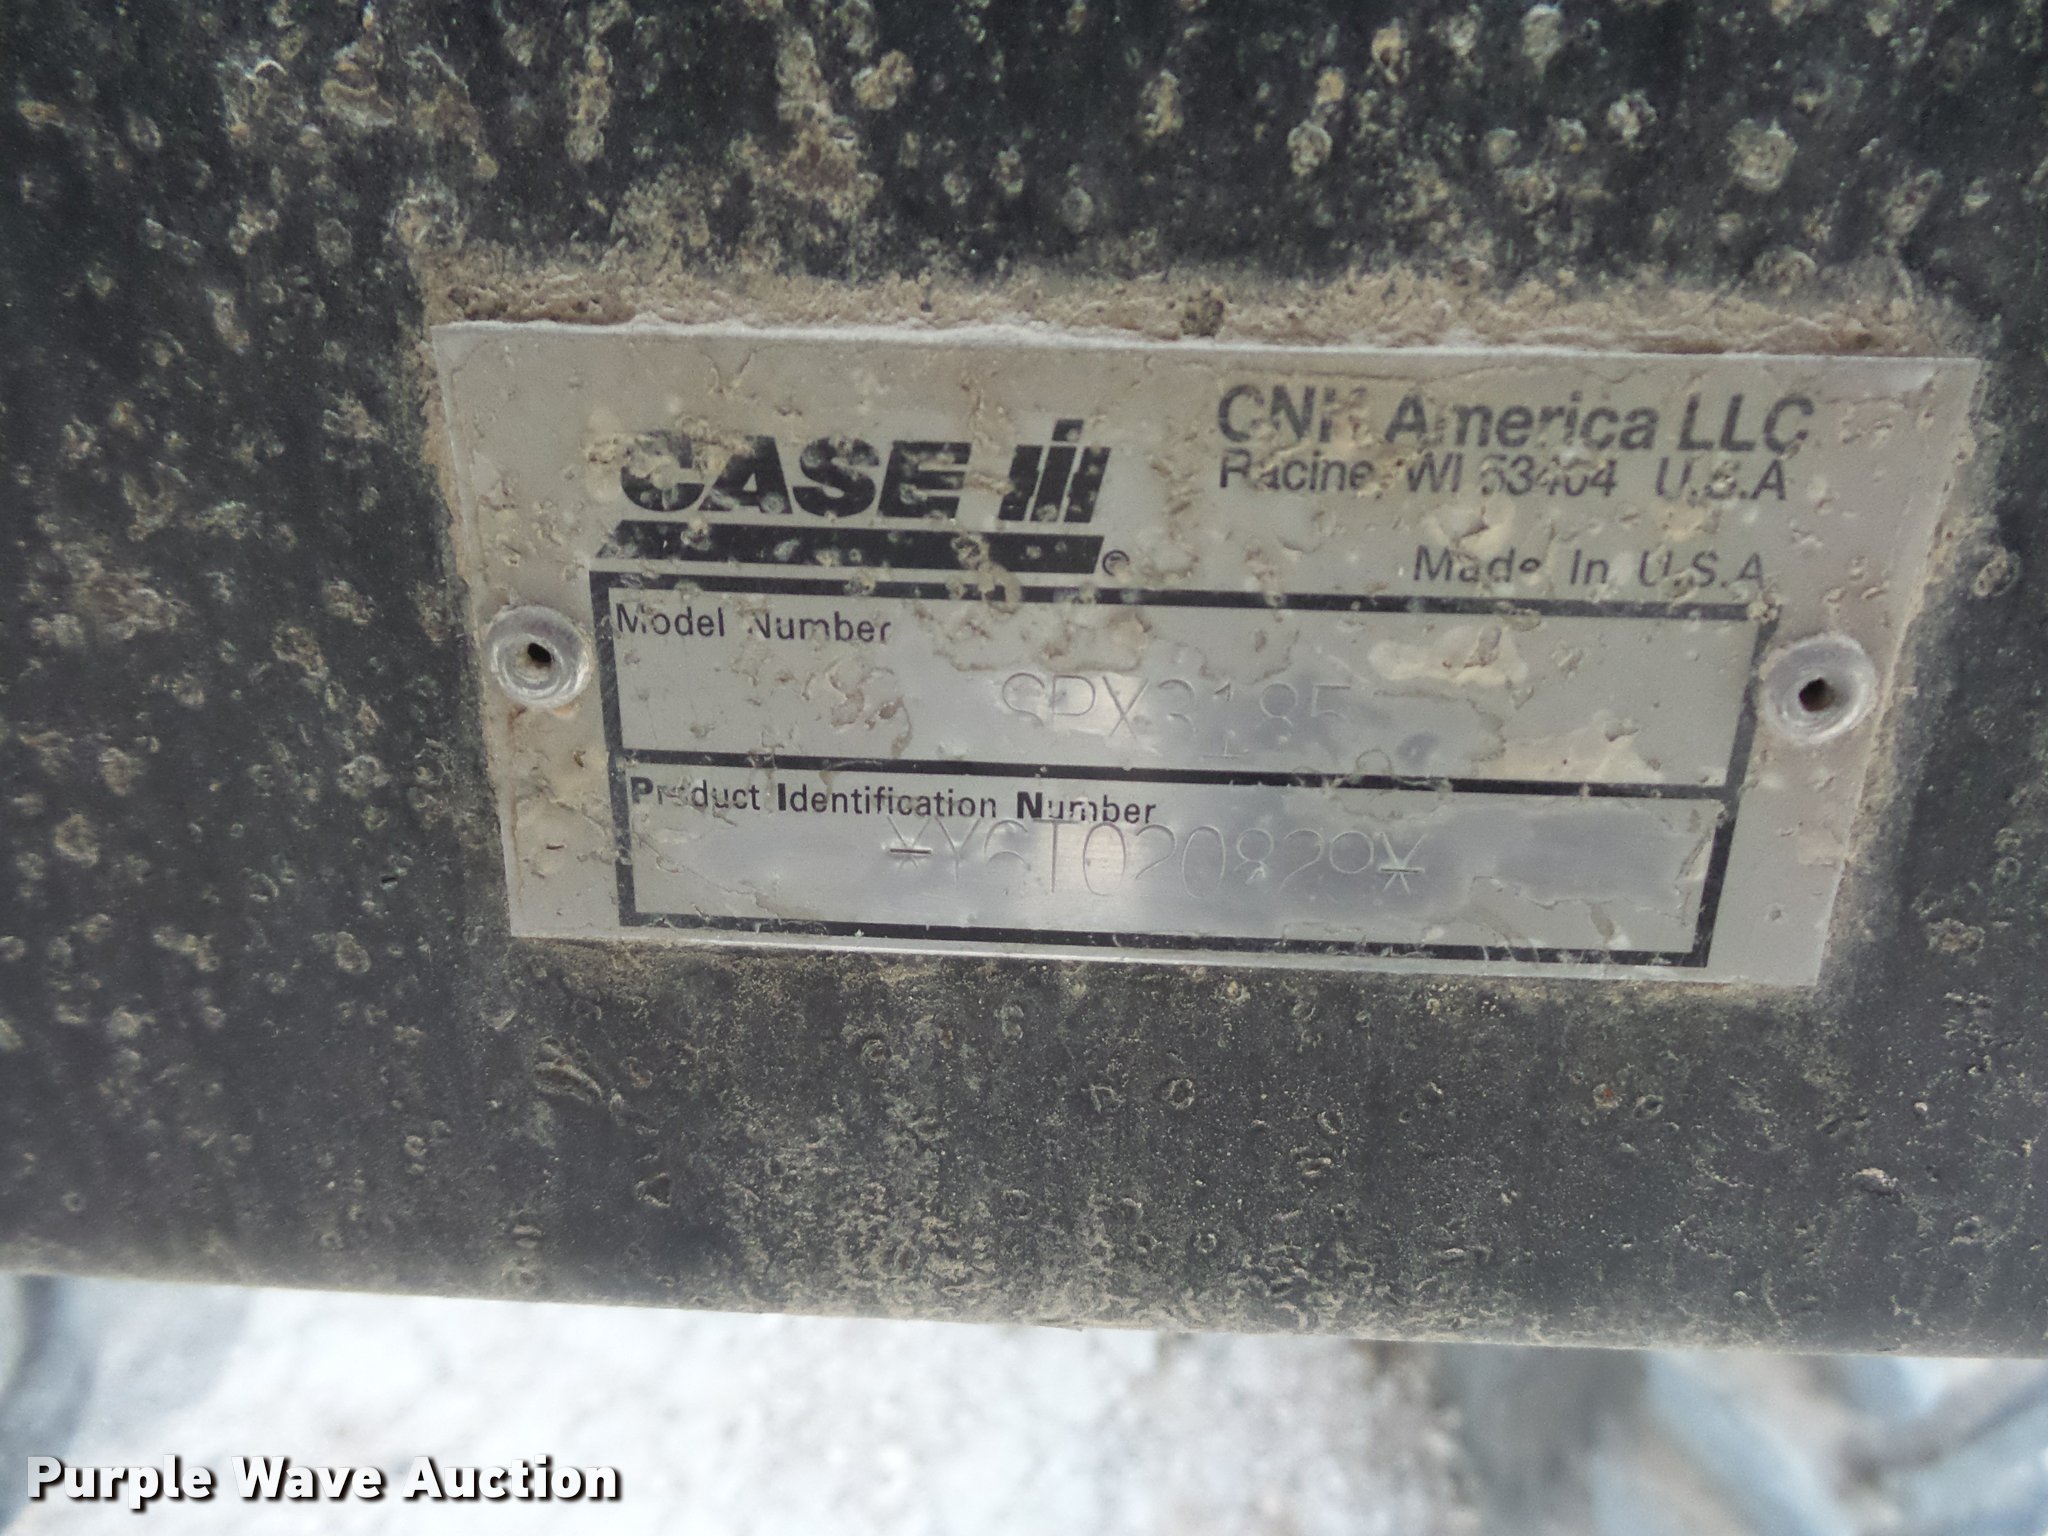 CASE IH
®
CNH America LLC
Racine, WI 53404 U.S.A
Made In U.S.A
Model Number
SPX3185
Product Identification Number
*Y6T020829*
Purple Wave Auction